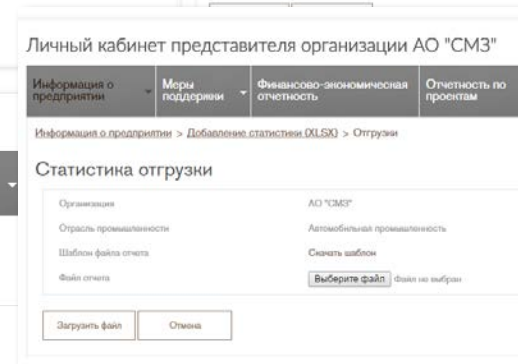 Личный кабинет представителя организации АО "СМЗ"
Информация о предприятии
Меры поддержки
Финансово-экономическая отчетность
Отчетность по проектам
Информация о предприятии > Добавление статистики (XLSX) > Отгрузки
Статистика отгрузки
Организация АО "СМЗ"
Отрасль промышленности Автомобильная промышленность
Шаблон файла отчета Скачать шаблон
Файл отчета Выберите файл Файл не выбран
Загрузить файл Отмена